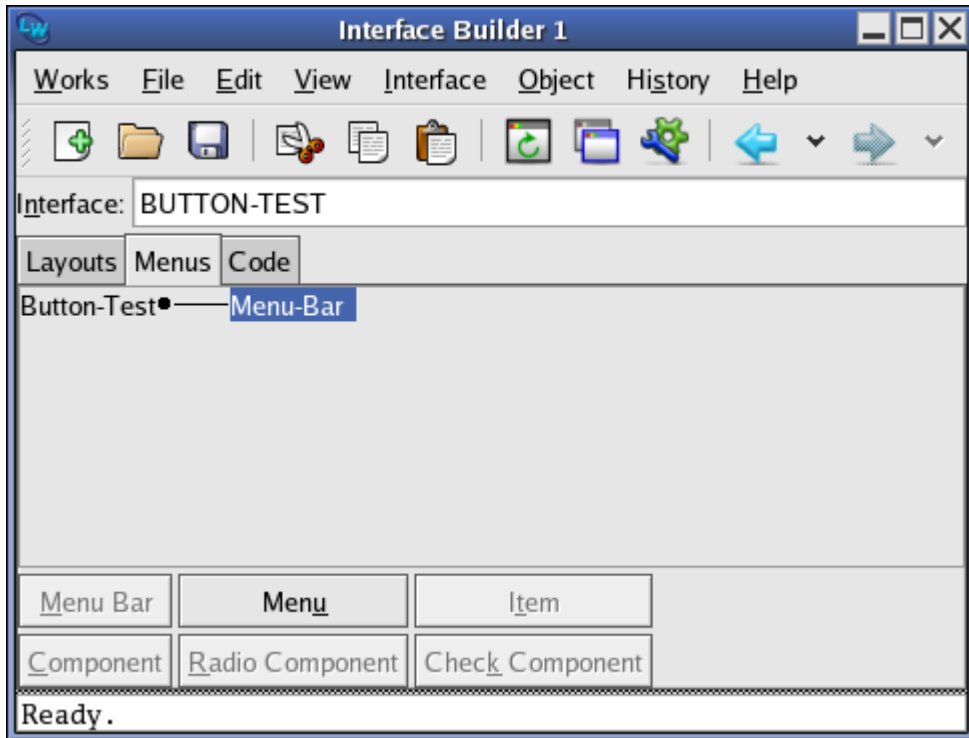 LW Interface Builder 1
Works File Edit View Interface Object History Help
Interface: BUTTON-TEST
Layouts Menus Code
Button-Test Menu-Bar
Menu Bar Menu Item
Component Radio Component Check Component
Ready.